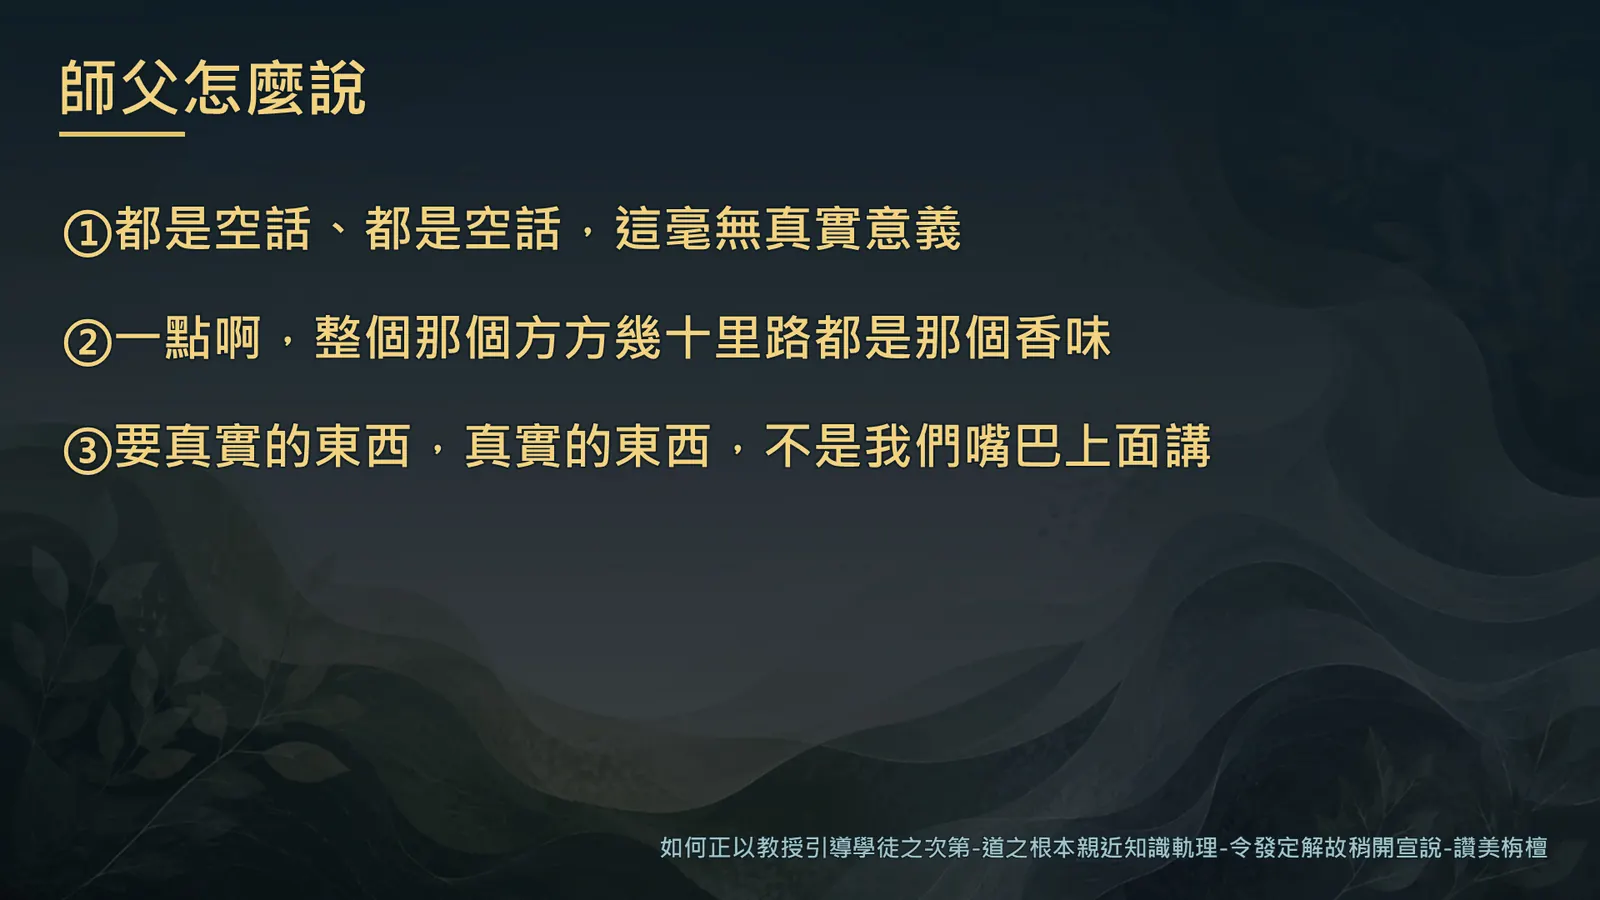 師父怎麼說
①都是空話、都是空話，這毫無真實意義
②一點啊，整個那個方方幾十里路都是那個香味
③要真實的東西，真實的東西，不是我們嘴巴上面講
如何正以教授引導學徒之次第-道之根本親近知識軌理-令發定解故稍開宣說-讚美栴檀